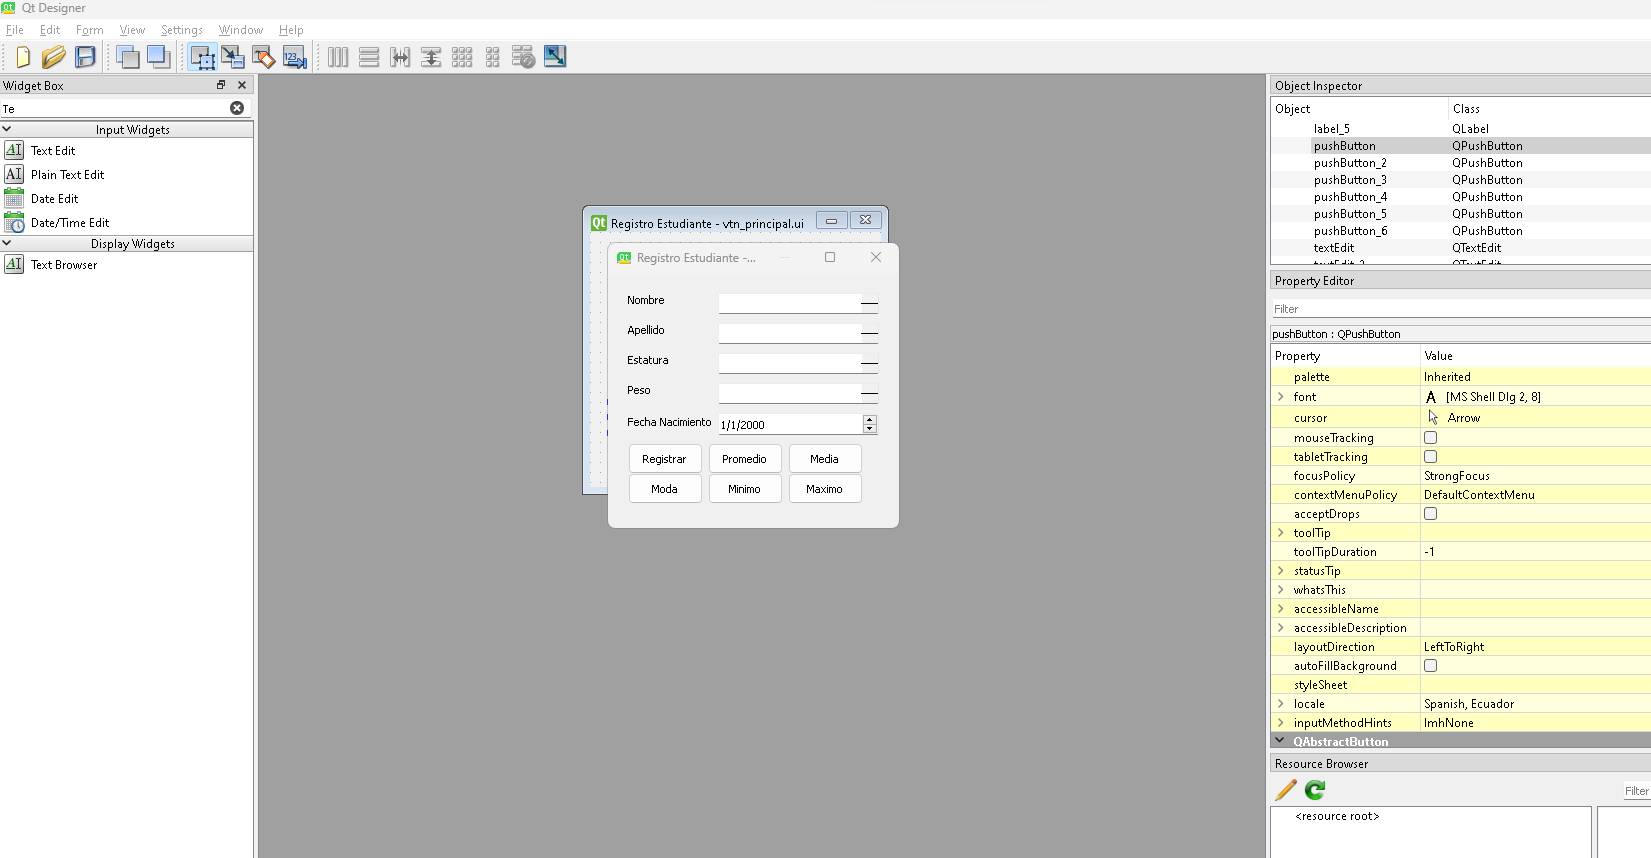 Qt Designer
File Edit Form View Settings Window Help
Widget Box
Te
Input Widgets
Text Edit
Plain Text Edit
Date Edit
Date/Time Edit
Display Widgets
Text Browser
Registro Estudiante - vtn_principal.ui
Registro Estudiante -...
Nombre
Apellido
Estatura
Peso
Fecha Nacimiento 1/1/2000
Registrar Promedio Media
Moda Minimo Maximo
Object Inspector
Object Class
label_5 QLabel
pushButton QPushButton
pushButton_2 QPushButton
pushButton_3 QPushButton
pushButton_4 QPushButton
pushButton_5 QPushButton
pushButton_6 QPushButton
textEdit QTextEdit
textEdit_2 QTextEdit
Property Editor
Filter
pushButton : QPushButton
Property Value
palette Inherited
font A [MS Shell Dlg 2, 8]
cursor Arrow
mouseTracking
tabletTracking
focusPolicy StrongFocus
contextMenuPolicy DefaultContextMenu
acceptDrops
toolTip
toolTipDuration -1
statusTip
whatsThis
accessibleName
accessibleDescription
layoutDirection LeftToRight
autoFillBackground
styleSheet
locale Spanish, Ecuador
inputMethodHints ImhNone
QAbstractButton
Resource Browser
Filter
<resource root>